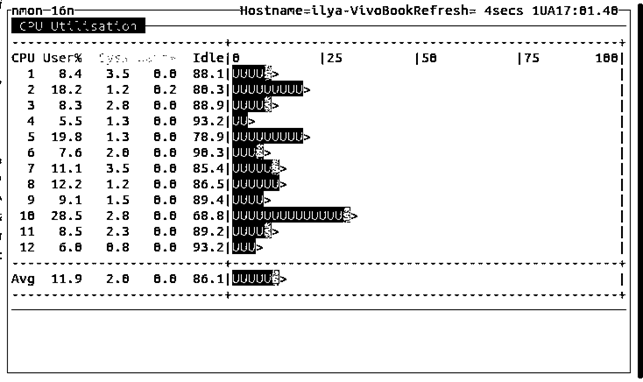 nmon-16n Hostname=ilya-VivoBook Refresh= 4secs 17:01.40
CPU Utilisation
CPU User% Sys% Wait% Idle|0 |25 |50 |75 100|
1 8.4 3.5 0.0 88.1|UUUUs>
2 18.2 1.2 0.2 80.3|UUUUUUUUU>
3 8.3 2.8 0.0 88.9|UUUUs>
4 5.5 1.3 0.0 93.2|UU>
5 19.8 1.3 0.0 78.9|UUUUUUUUU>
6 7.6 2.0 0.0 90.3|UUUs>
7 11.1 3.5 0.0 85.4|UUUUUs>
8 12.2 1.2 0.0 86.5|UUUUUU>
9 9.1 1.5 0.0 89.4|UUUU>
10 28.5 2.8 0.0 68.8|UUUUUUUUUUUUUUs>
11 8.5 2.3 0.0 89.2|UUUUs>
12 6.0 0.8 0.0 93.2|UUU>
Avg 11.9 2.0 0.0 86.1|UUUUUs>